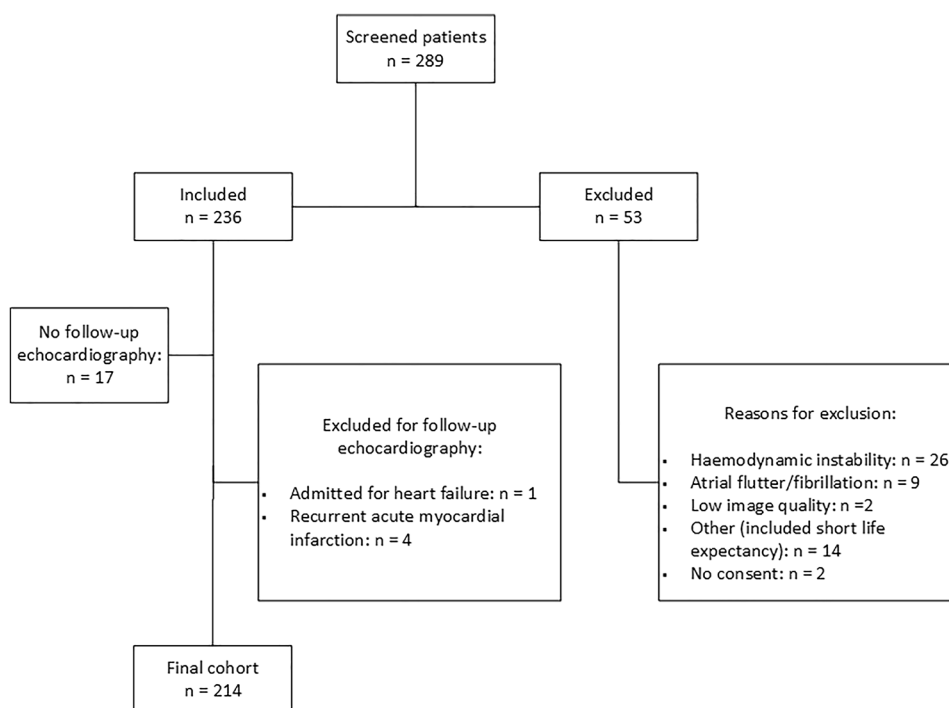 Screened patients
n = 289
Included
n = 236
Excluded
n = 53
No follow-up
echocardiography:
n = 17
Excluded for follow-up
echocardiography:
▪ Admitted for heart failure: n = 1
▪ Recurrent acute myocardial
infarction: n = 4
Reasons for exclusion:
▪ Haemodynamic instability: n = 26
▪ Atrial flutter/fibrillation: n = 9
▪ Low image quality: n =2
▪ Other (included short life
expectancy): n = 14
▪ No consent: n = 2
Final cohort
n = 214